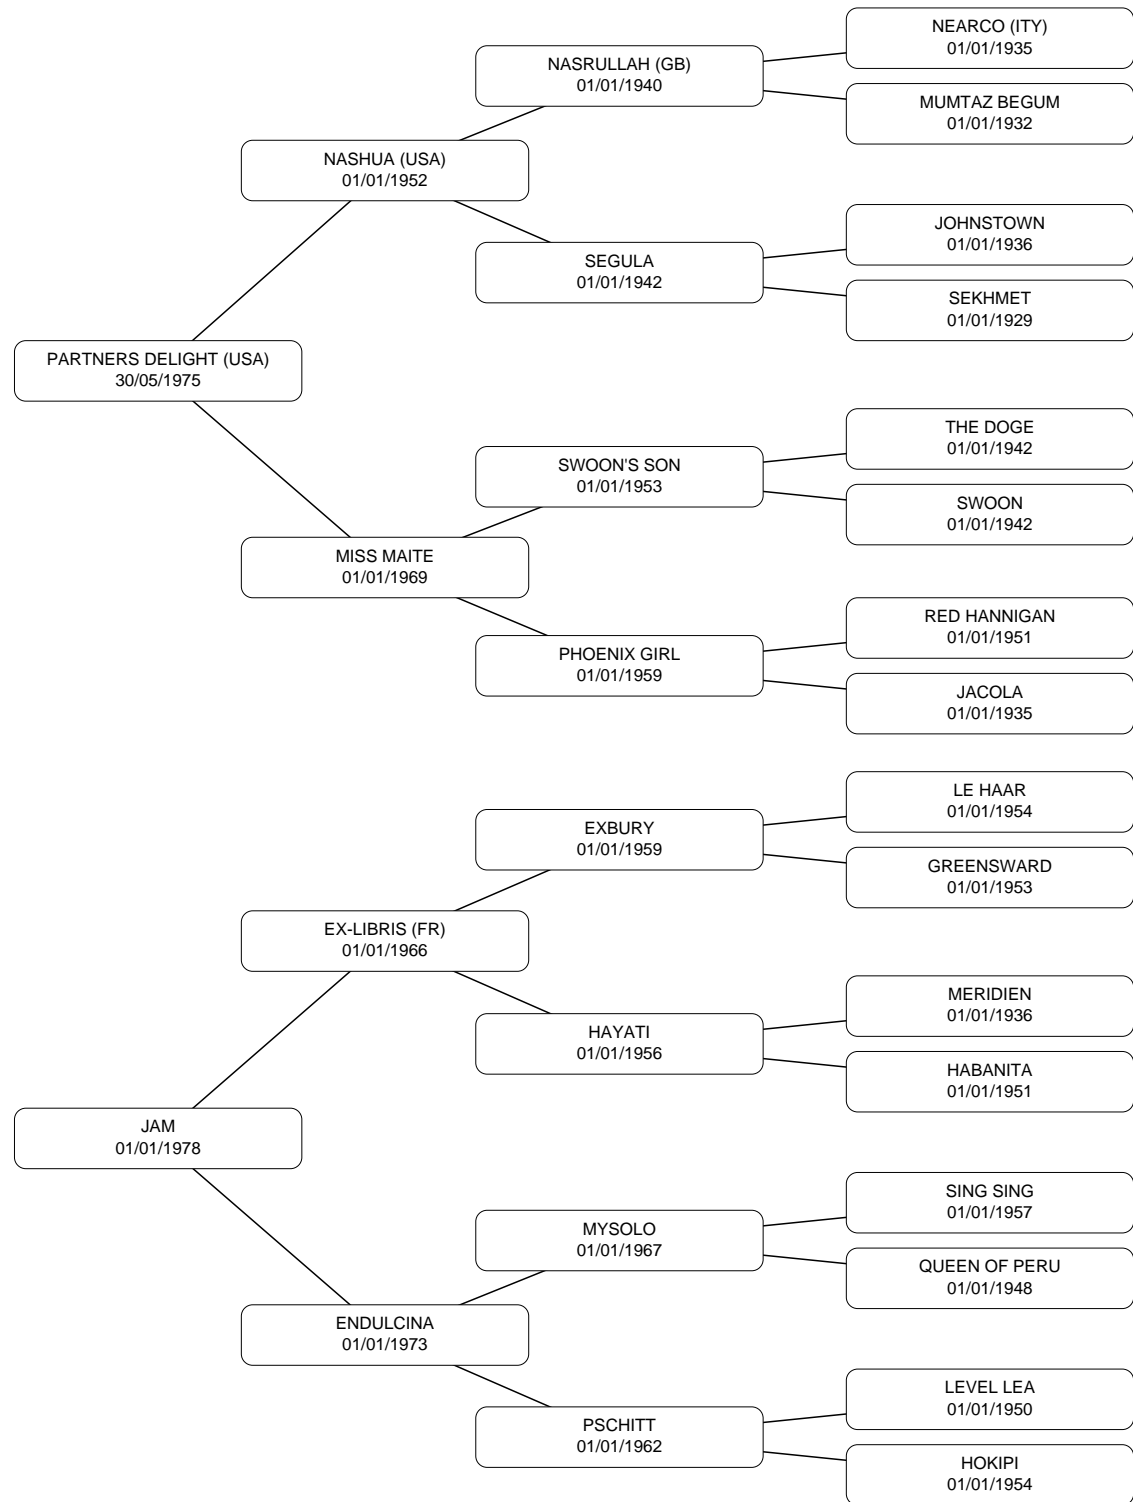 NEARCO (ITY)
01/01/1935
NASRULLAH (GB)
01/01/1940
MUMTAZ BEGUM
01/01/1932
NASHUA (USA)
01/01/1952
JOHNSTOWN
01/01/1936
SEGULA
01/01/1942
SEKHMET
01/01/1929
PARTNERS DELIGHT (USA)
30/05/1975
THE DOGE
01/01/1942
SWOON'S SON
01/01/1953
SWOON
01/01/1942
MISS MAITE
01/01/1969
RED HANNIGAN
01/01/1951
PHOENIX GIRL
01/01/1959
JACOLA
01/01/1935
LE HAAR
01/01/1954
EXBURY
01/01/1959
GREENSWARD
01/01/1953
EX-LIBRIS (FR)
01/01/1966
MERIDIEN
01/01/1936
HAYATI
01/01/1956
HABANITA
01/01/1951
JAM
01/01/1978
SING SING
01/01/1957
MYSOLO
01/01/1967
QUEEN OF PERU
01/01/1948
ENDULCINA
01/01/1973
LEVEL LEA
01/01/1950
PSCHITT
01/01/1962
HOKIPI
01/01/1954